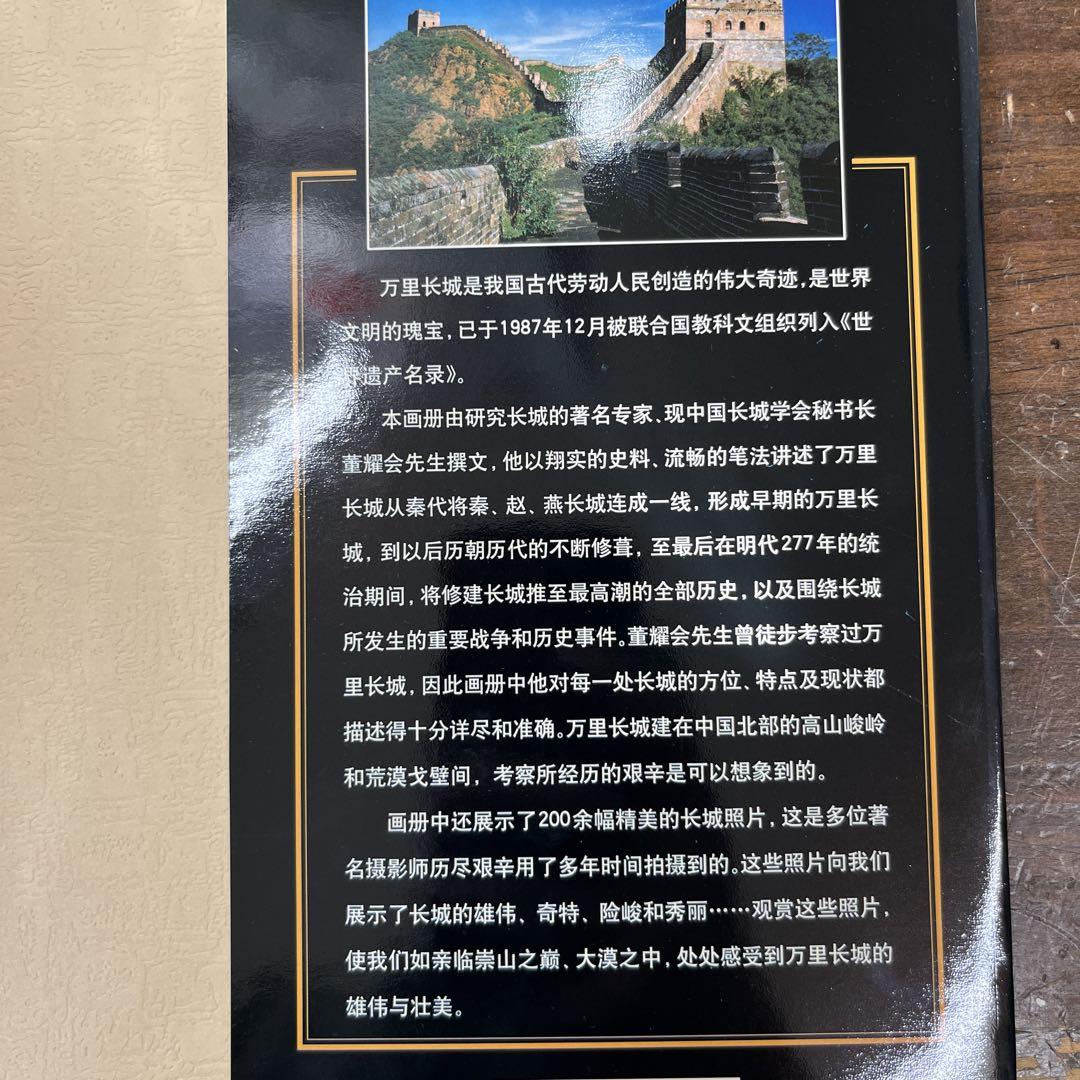 万里长城是我国古代劳动人民创造的伟大奇迹，是世界
文明的瑰宝，已于1987年12月被联合国教科文组织列入《世
界遗产名录》。
本画册由研究长城的著名专家、现中国长城学会秘书长
董耀会先生撰文，他以翔实的史料、流畅的笔法讲述了万里
长城从秦代将秦、赵、燕长城连成一线，形成早期的万里长
城，到以后历朝历代的不断修葺，至最后在明代277年的统
治期间，将修建长城推至最高潮的全部历史，以及围绕长城
所发生的重要战争和历史事件。董耀会先生曾徒步考察过万
里长城，因此画册中他对每一处长城的方位、特点及现状都
描述得十分详尽和准确。万里长城建在中国北部的高山峻岭
和荒漠戈壁间，考察所经历的艰辛是可以想象到的。
画册中还展示了200余幅精美的长城照片，这是多位著
名摄影师历尽艰辛用了多年时间拍摄到的。这些照片向我们
展示了长城的雄伟、奇特、险峻和秀丽……观赏这些照片，
使我们如亲临崇山之巅、大漠之中，处处感受到万里长城的
雄伟与壮美。